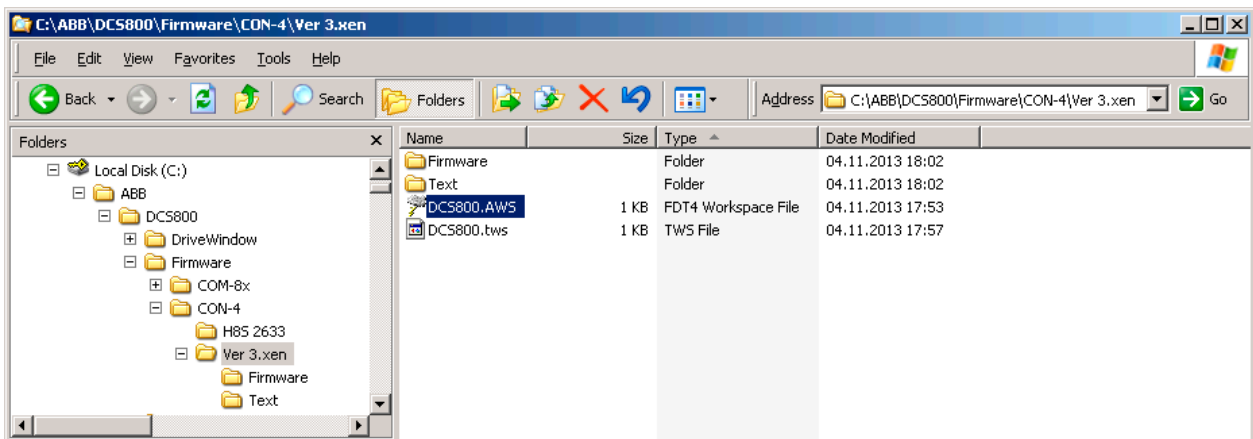 C:\ABB\DCS800\Firmware\CON-4\Ver 3.xen
File Edit View Favorites Tools Help
Back Search Folders Address C:\ABB\DCS800\Firmware\CON-4\Ver 3.xen Go
Folders x
Name Size Type Date Modified
Local Disk (C:)
ABB
DCS800
DriveWindow
Firmware
COM-8x
CON-4
H8S 2633
Ver 3.xen
Firmware
Text
Firmware Folder 04.11.2013 18:02
Text Folder 04.11.2013 18:02
DCS800.AWS 1 KB FDT4 Workspace File 04.11.2013 17:53
DCS800.tws 1 KB TWS File 04.11.2013 17:57